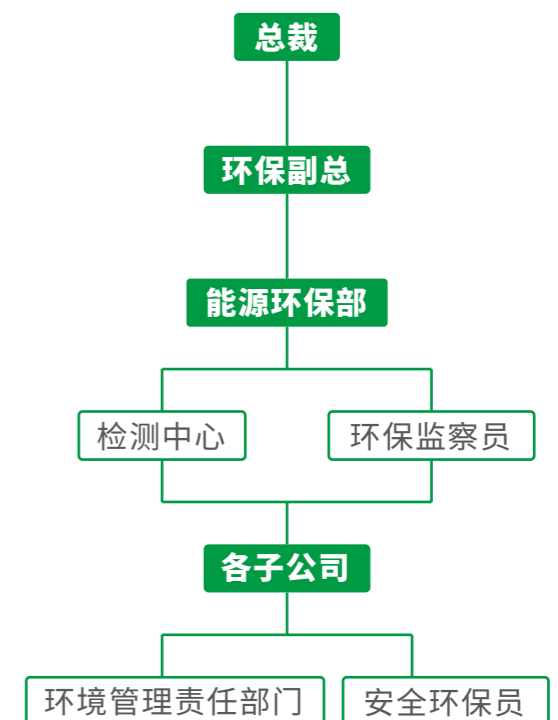 总裁
环保副总
能源环保部
检测中心
环保监察员
各子公司
环境管理责任部门
安全环保员